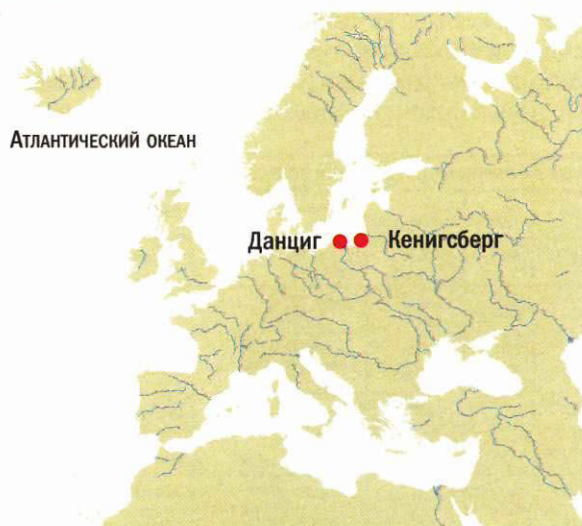 Атлантический океан
Данциг
Кенигсберг